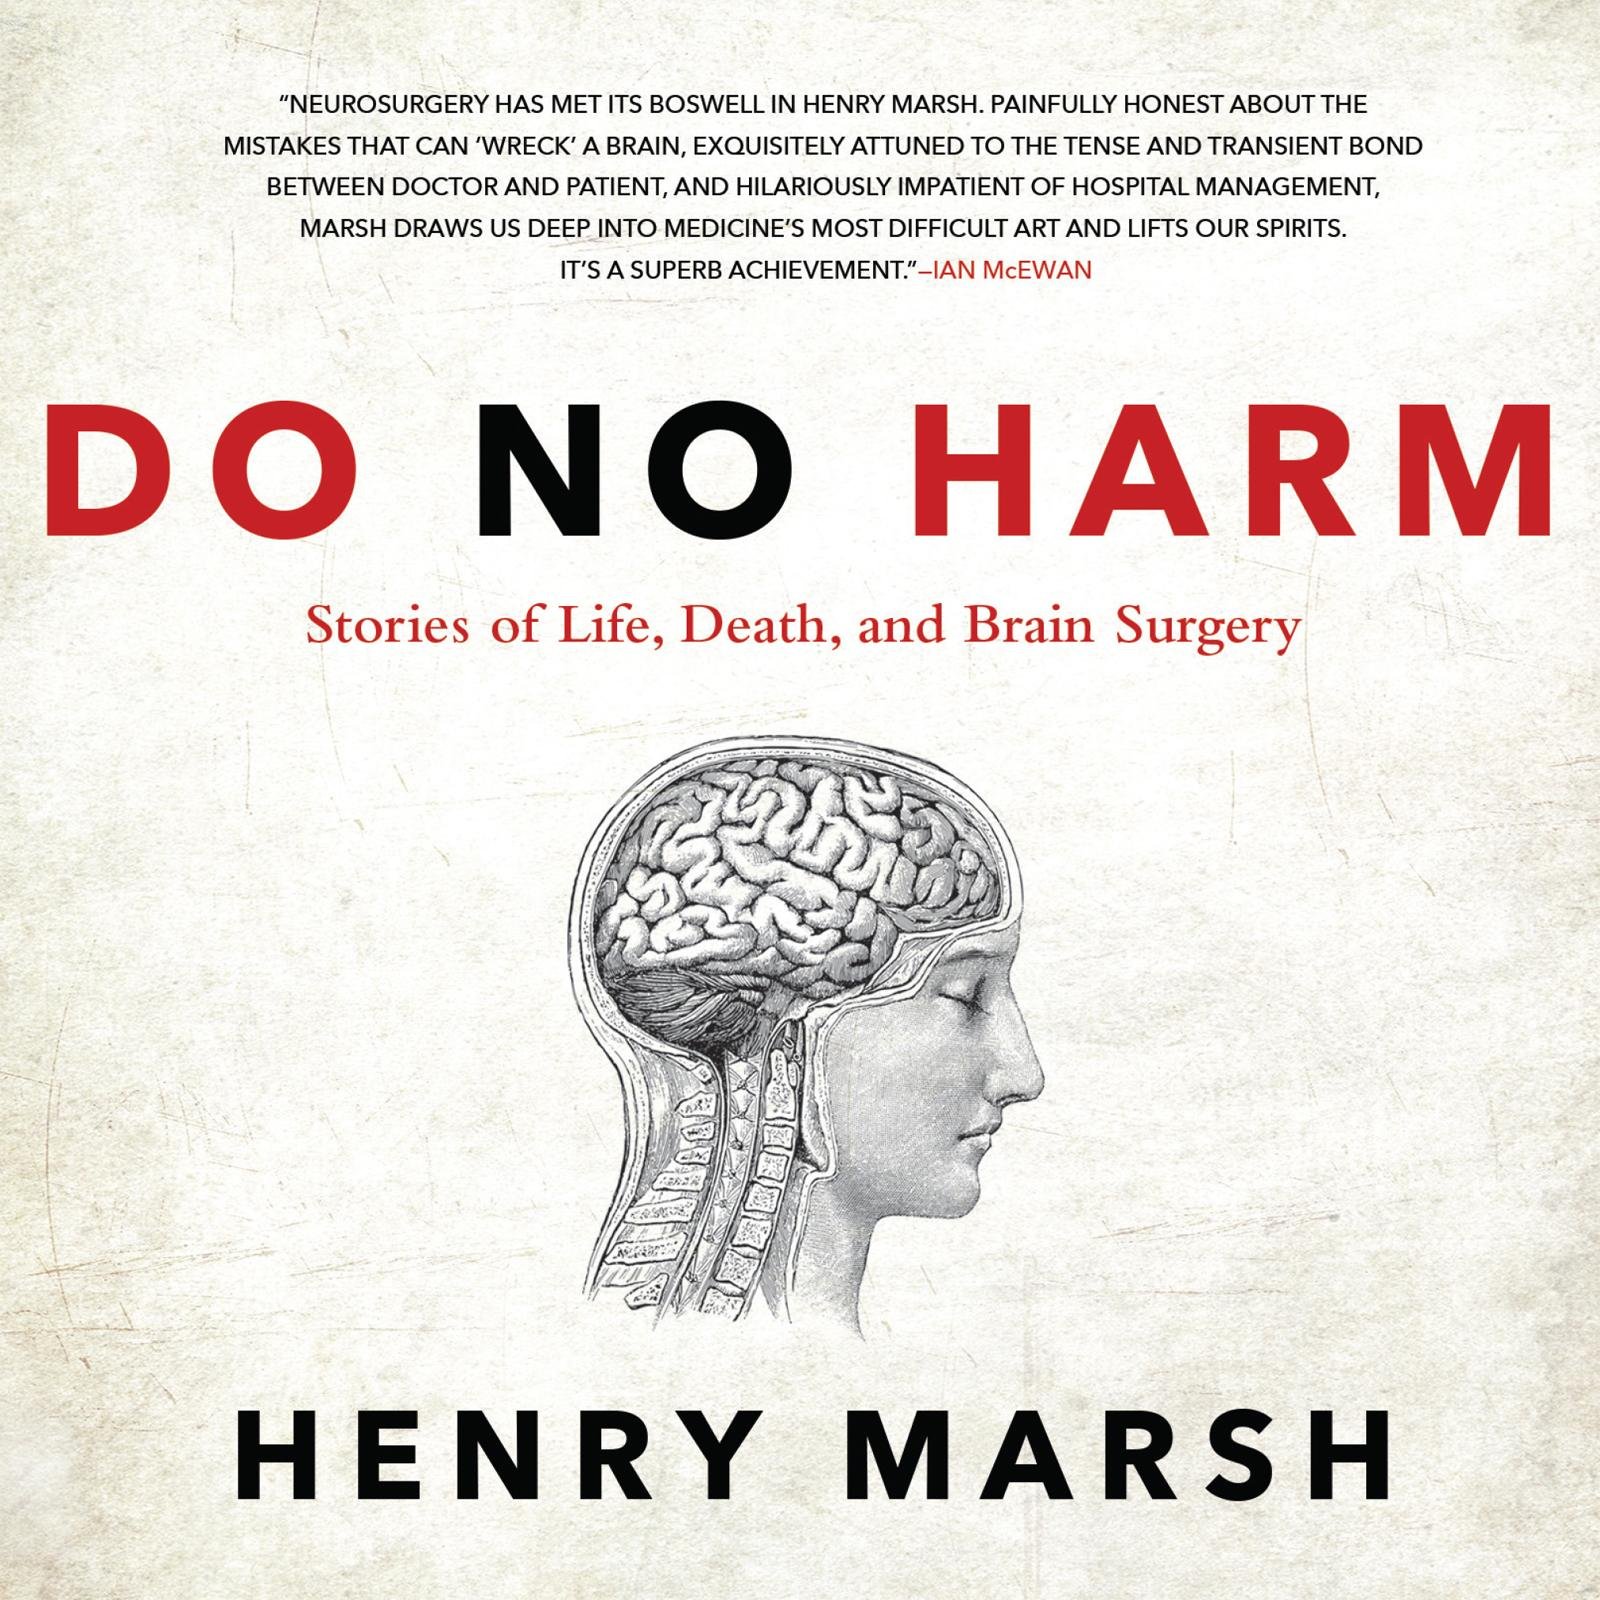 “NEUROSURGERY HAS MET ITS BOSWELL IN HENRY MARSH. PAINFULLY HONEST ABOUT THE
MISTAKES THAT CAN ‘WRECK’ A BRAIN, EXQUISITELY ATTUNED TO THE TENSE AND TRANSIENT BOND
BETWEEN DOCTOR AND PATIENT, AND HILARIOUSLY IMPATIENT OF HOSPITAL MANAGEMENT,
MARSH DRAWS US DEEP INTO MEDICINE’S MOST DIFFICULT ART AND LIFTS OUR SPIRITS.
IT’S A SUPERB ACHIEVEMENT.”–IAN McEWAN
DO NO HARM
Stories of Life, Death, and Brain Surgery
HENRY MARSH